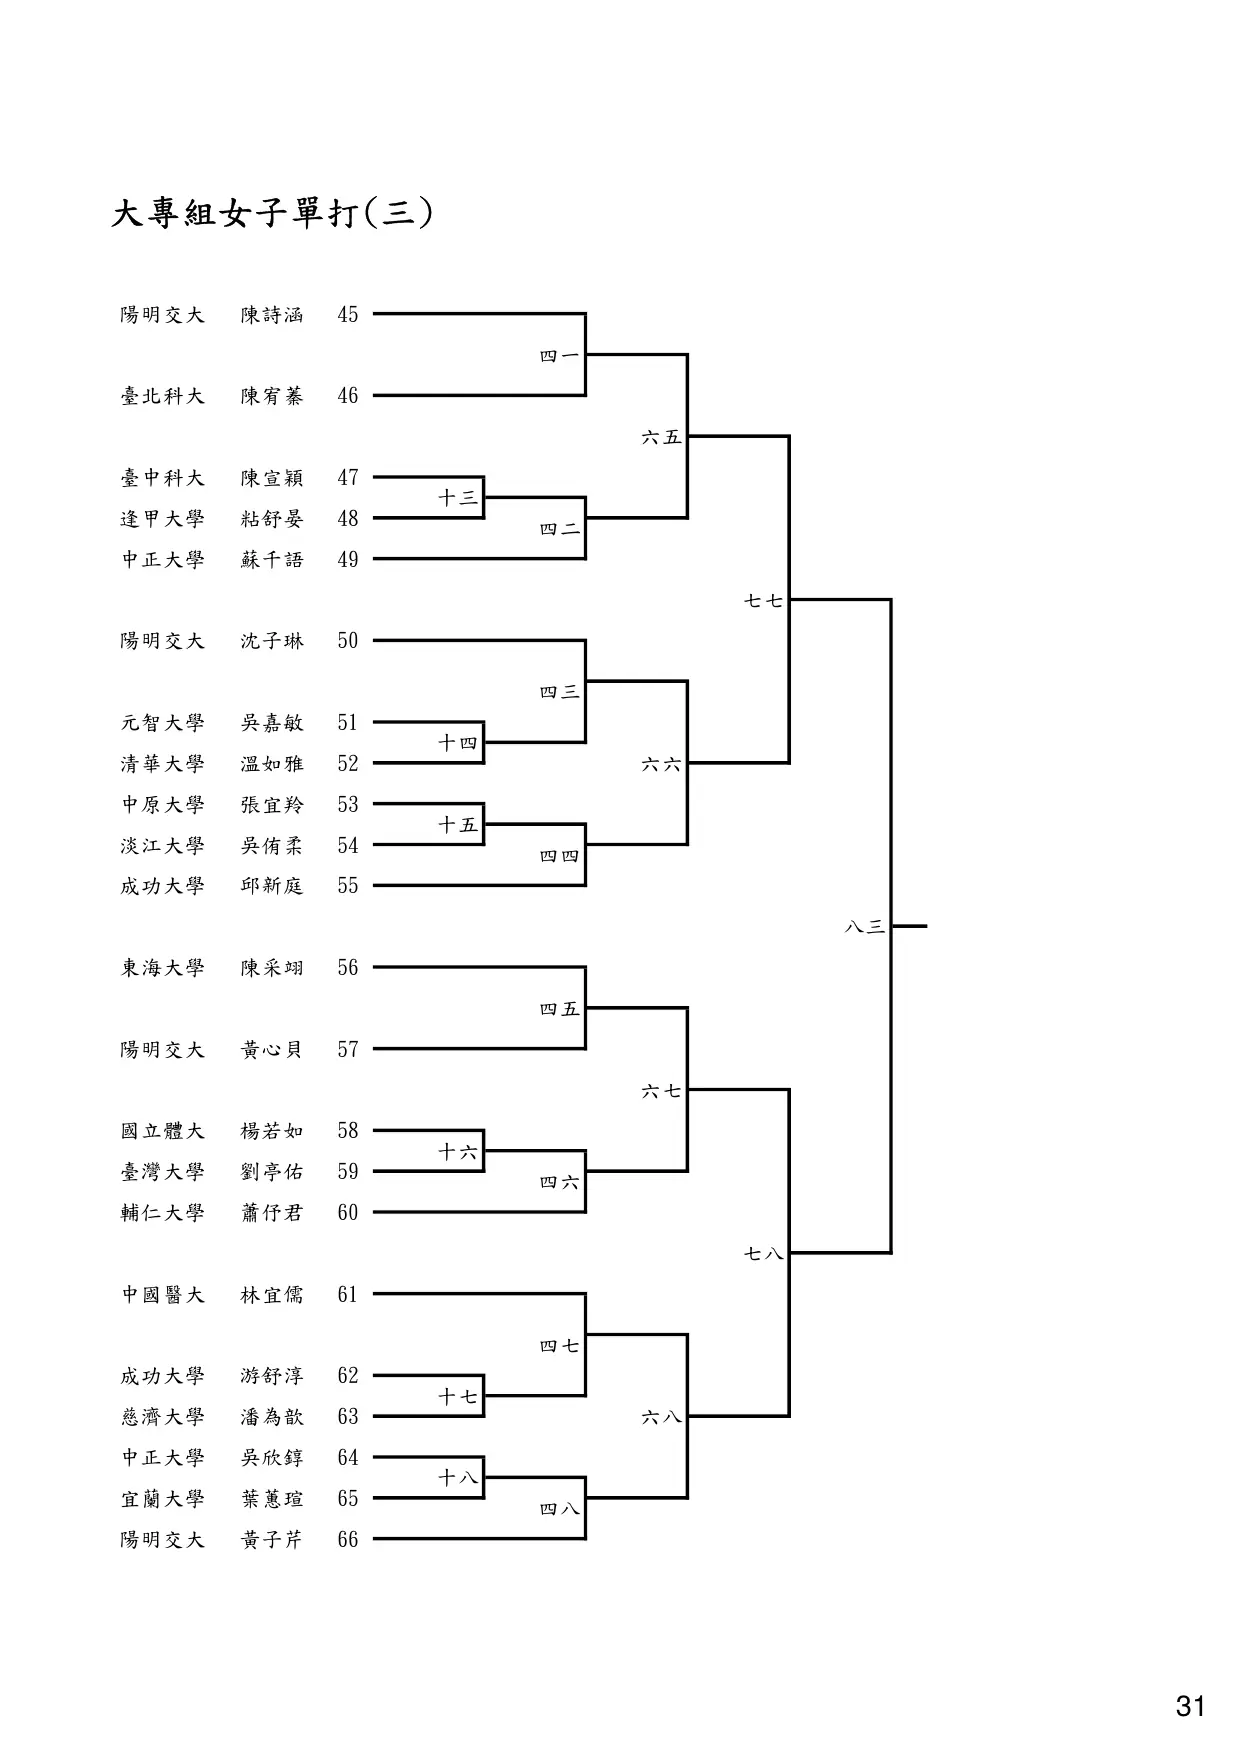 大專組女子單打(三)
陽明交大 陳詩涵 45
四一
臺北科大 陳宥蓁 46
六五
臺中科大 陳宣穎 47
十三
逢甲大學 粘舒晏 48
四二
中正大學 蘇千語 49
七七
陽明交大 沈子琳 50
四三
元智大學 吳嘉敏 51
十四
清華大學 溫如雅 52
六六
中原大學 張宜羚 53
十五
淡江大學 吳侑柔 54
四四
成功大學 邱新庭 55
八三
東海大學 陳采翊 56
四五
陽明交大 黃心貝 57
六七
國立體大 楊若如 58
十六
臺灣大學 劉亭佑 59
四六
輔仁大學 蕭伃君 60
七八
中國醫大 林宜儒 61
四七
成功大學 游舒淳 62
十七
慈濟大學 潘為歆 63
六八
中正大學 吳欣錞 64
十八
宜蘭大學 葉蕙瑄 65
四八
陽明交大 黃子芹 66
31